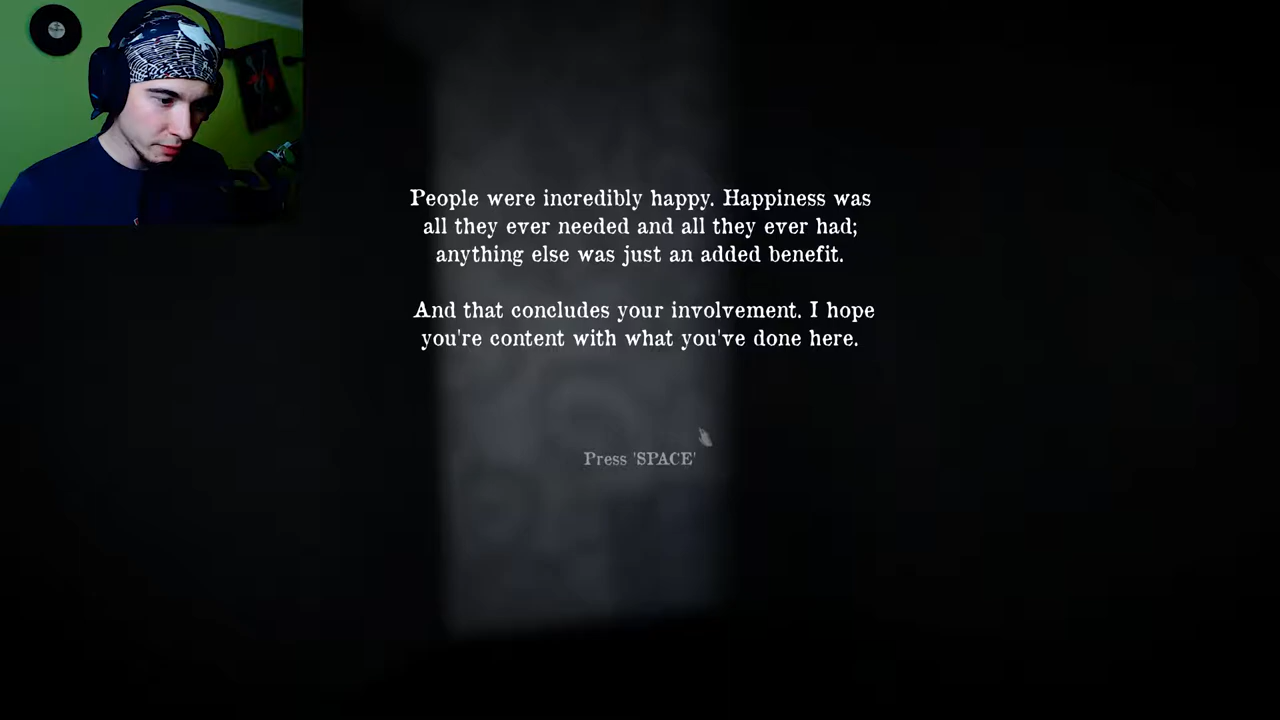 People were incredibly happy. Happiness was
all they ever needed and all they ever had;
anything else was just an added benefit.
And that concludes your involvement. I hope
you're content with what you've done here.
Press 'SPACE'